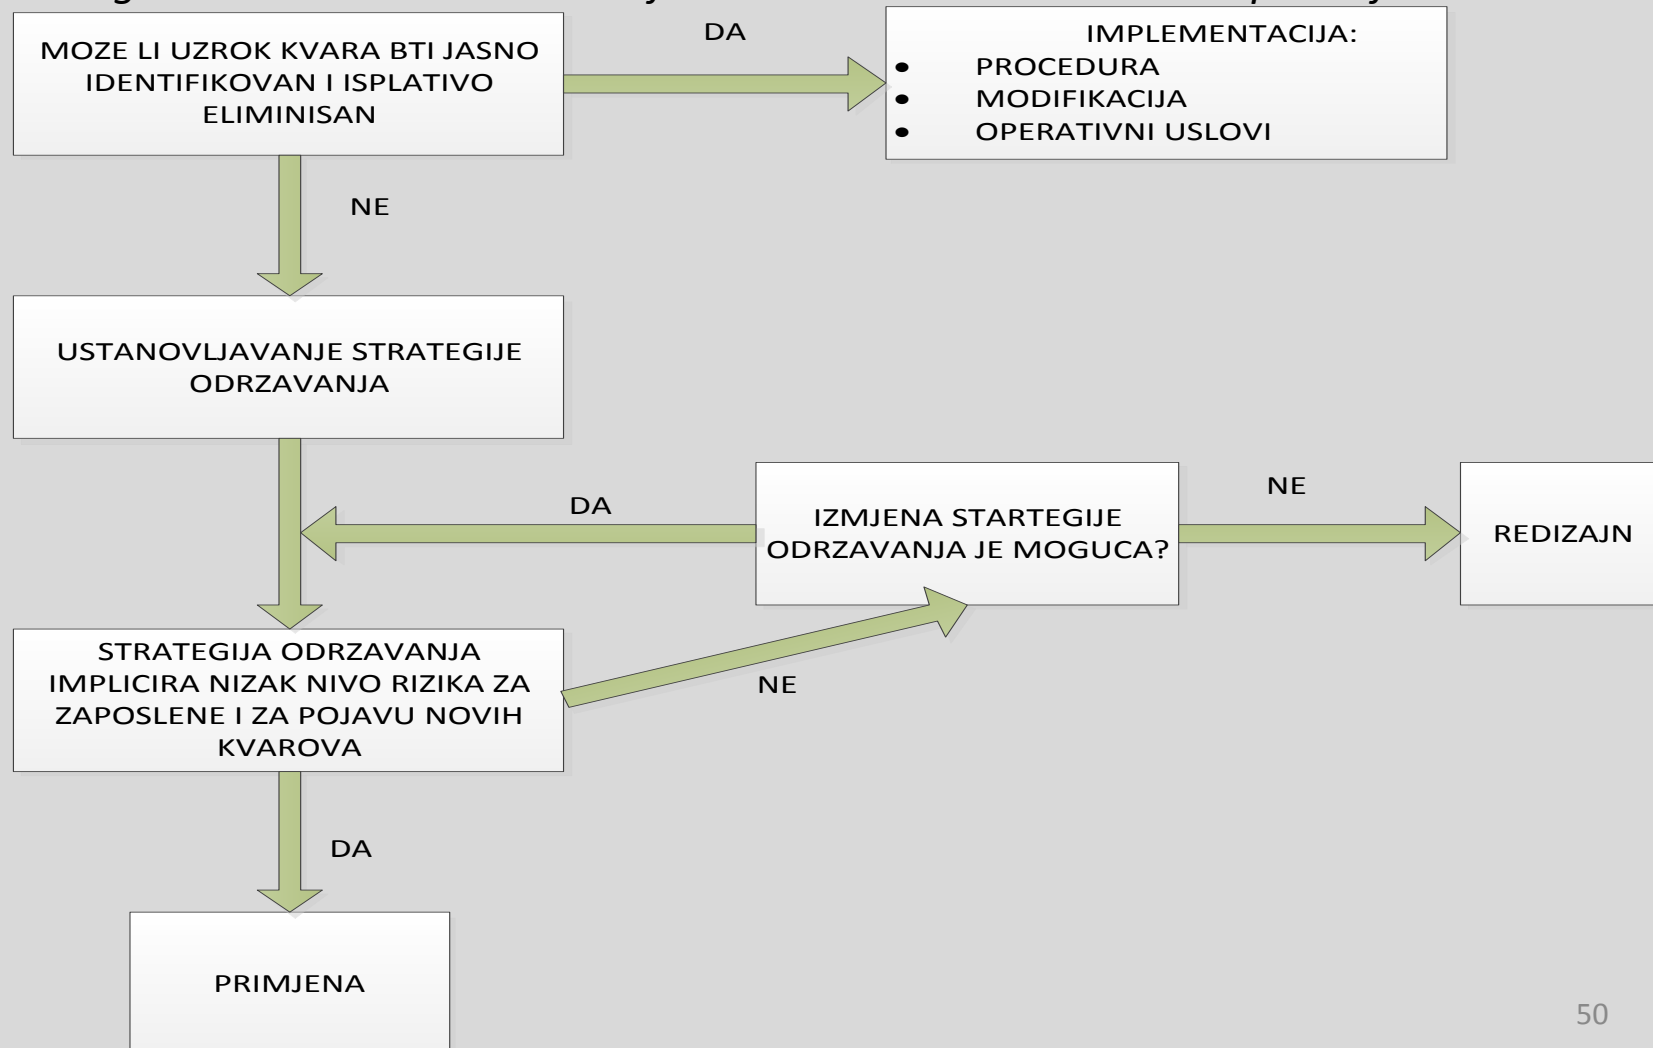 MOZE LI UZROK KVARA BTI JASNO
IDENTIFIKOVAN I ISPLATIVO
ELIMINISAN
DA
IMPLEMENTACIJA:
• PROCEDURA
• MODIFIKACIJA
• OPERATIVNI USLOVI
NE
USTANOVLJAVANJE STRATEGIJE
ODRZAVANJA
DA
IZMJENA STARTEGIJE
ODRZAVANJA JE MOGUCA?
NE
REDIZAJN
STRATEGIJA ODRZAVANJA
IMPLICIRA NIZAK NIVO RIZIKA ZA
ZAPOSLENE I ZA POJAVU NOVIH
KVAROVA
NE
DA
PRIMJENA
50